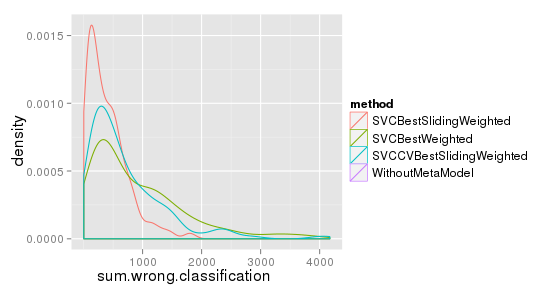 0.0015
0.0010
0.0005
0.0000
density
1000
2000
3000
4000
sum.wrong.classification
method
SVCBestSlidingWeighted
SVCBestWeighted
SVCCVBestSlidingWeighted
WithoutMetaModel